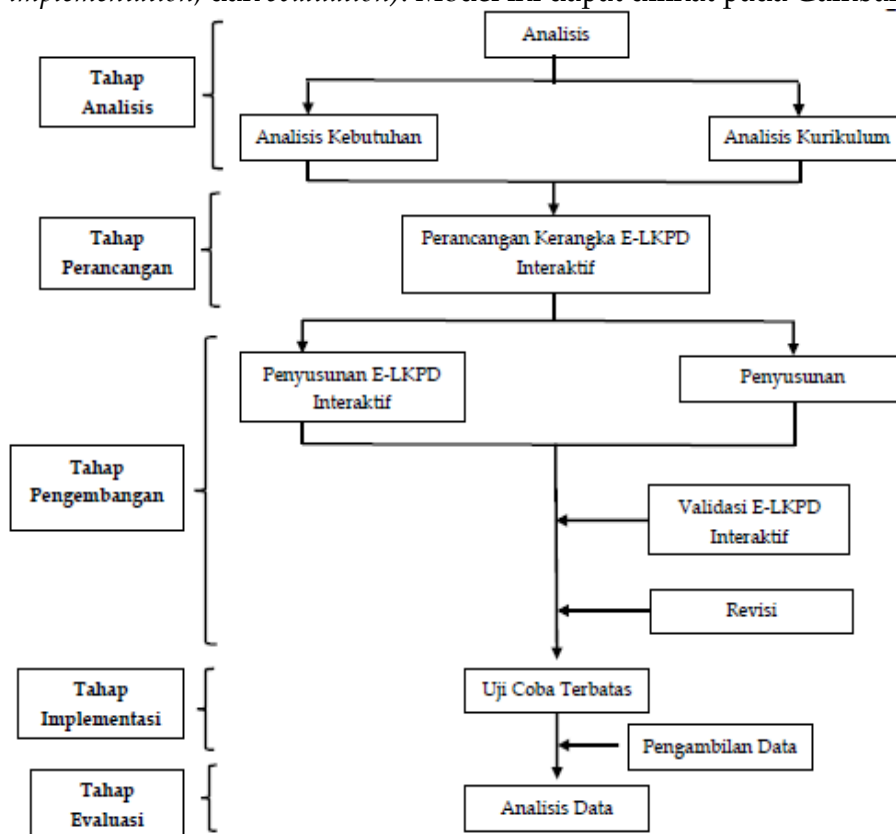 implementation, dan evaluation). Model ini dapat dilihat pada Gambar
Analisis
Tahap
Analisis
Analisis Kebutuhan
Analisis Kurikulum
Tahap
Perancangan
Perancangan Kerangka E-LKPD
Interaktif
Penyusunan E-LKPD
Interaktif
Penyusunan
Tahap
Pengembangan
Validasi E-LKPD
Interaktif
Revisi
Tahap
Implementasi
Uji Coba Terbatas
Pengambilan Data
Tahap
Evaluasi
Analisis Data